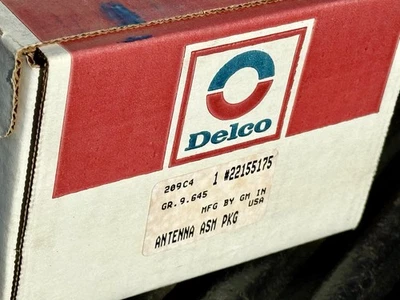 Delco
209C4 1 #22155175
GR.9.645
MFG BY GM IN
USA
ANTENNA ASM PKG